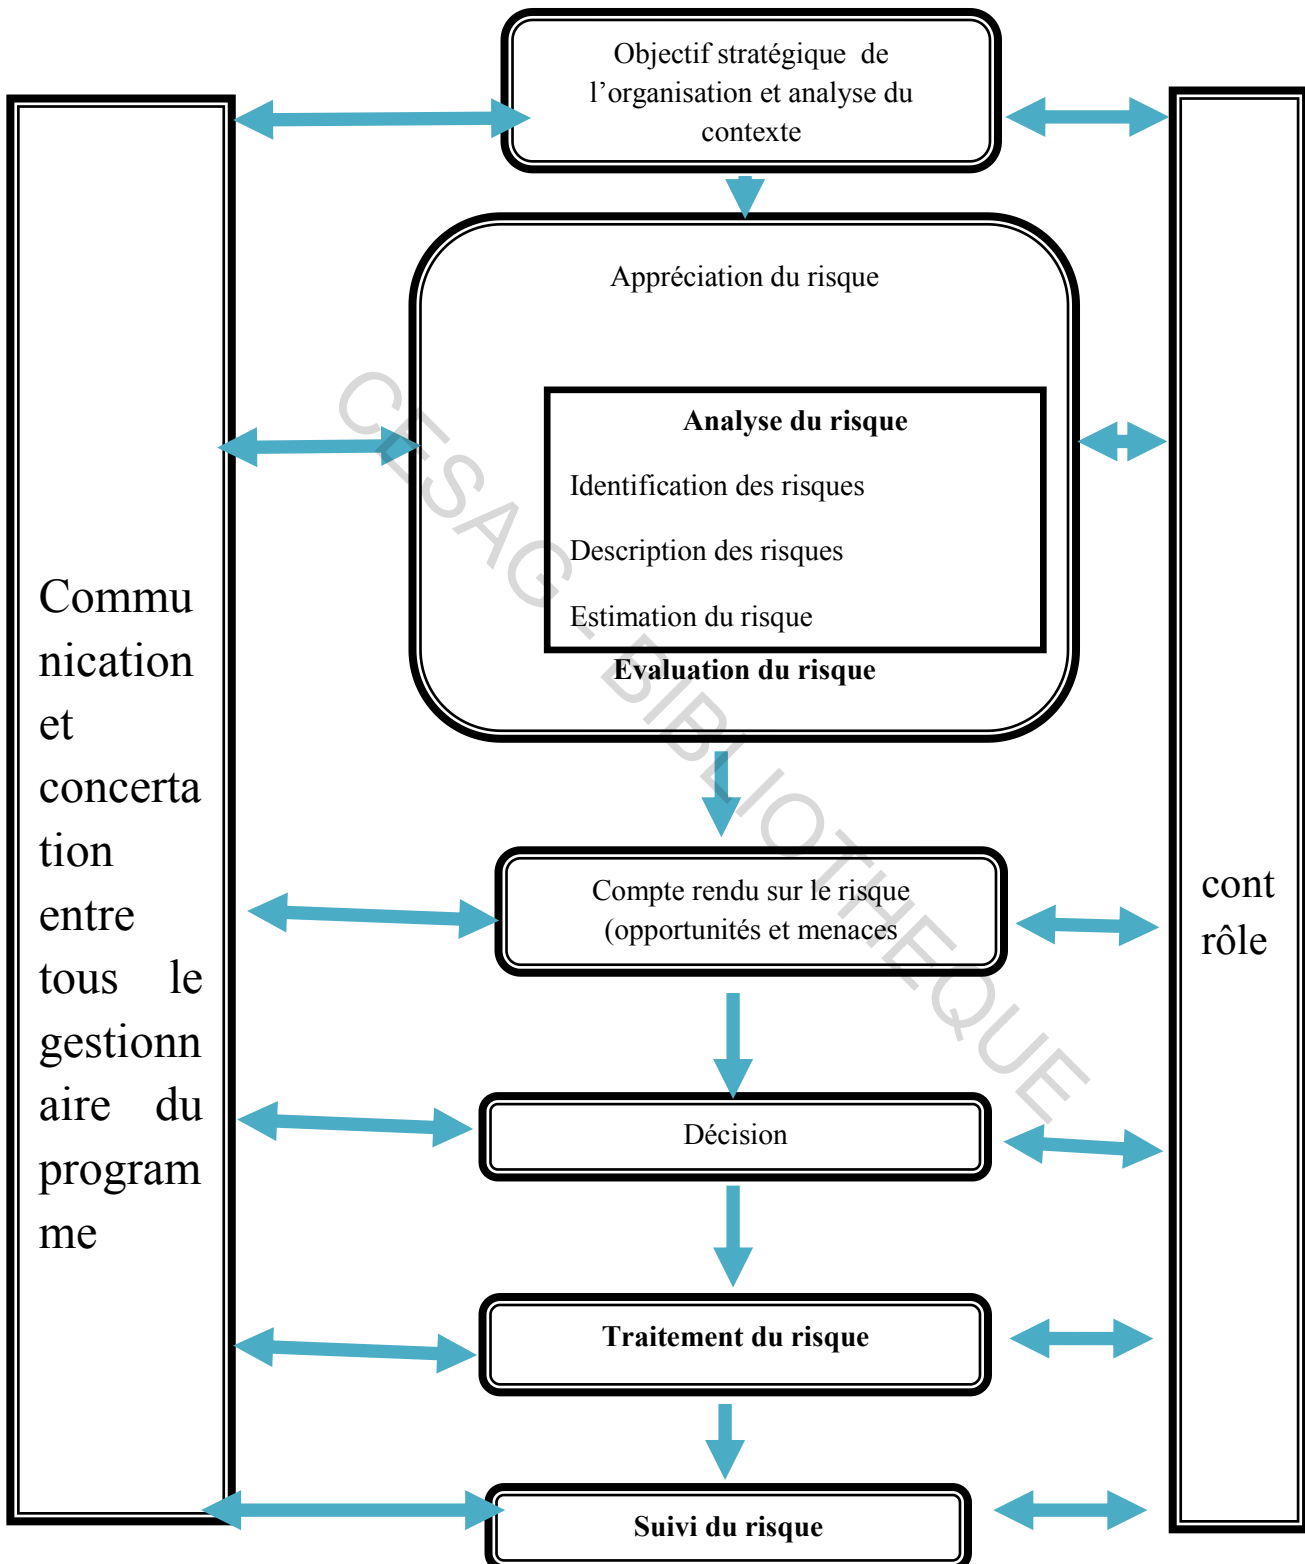 Objectif stratégique de
l’organisation et analyse du
contexte
Appréciation du risque
Analyse du risque
Identification des risques
Description des risques
Estimation du risque
Evaluation du risque
Compte rendu sur le risque
(opportunités et menaces
Décision
Traitement du risque
Suivi du risque
Commu
nication
et
concerta
tion
entre
tous le
gestionn
aire du
program
me
cont
rôle
CESAG - BIBLIOTHEQUE